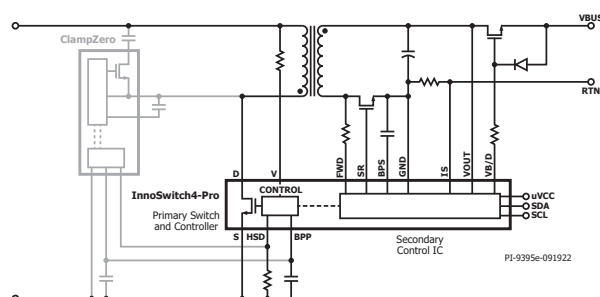 VBUS
ClampZero
RTN
FWD
SR
BPS
GND
IS
VOUT
VB/D
D
V
InnoSwitch4-Pro
CONTROL
Primary Switch
and Controller
uVCC
SDA
SCL
S
HSD
BPP
Secondary
Control IC
PI-9395e-091922